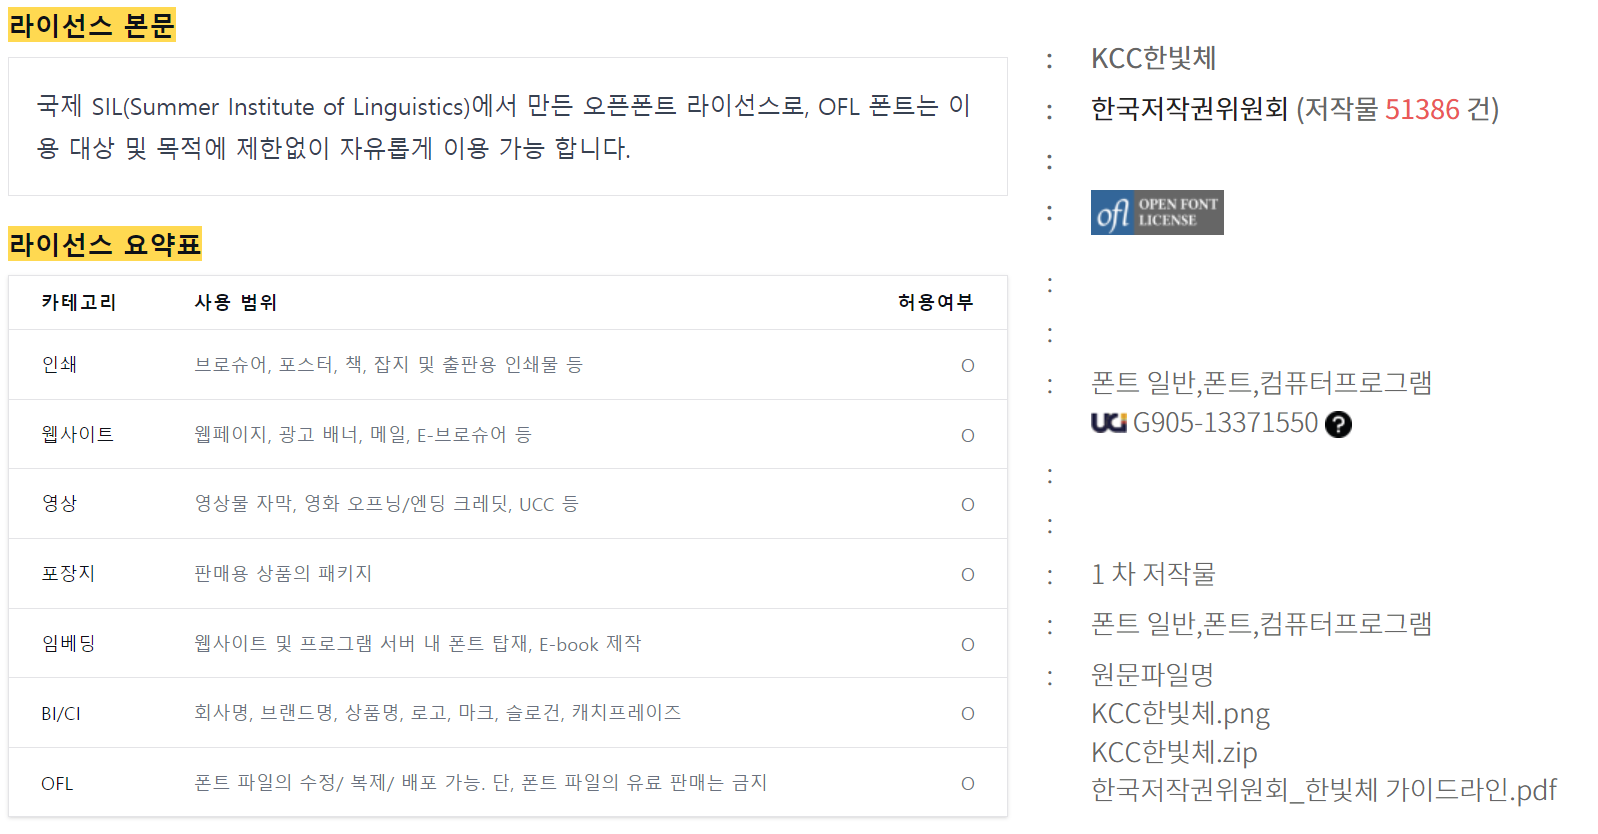 라이선스 본문
국제 SIL(Summer Institute of Linguistics)에서 만든 오픈폰트 라이선스로, OFL 폰트는 이
용 대상 및 목적에 제한없이 자유롭게 이용 가능 합니다.
라이선스 요약표
카테고리 사용 범위 허용여부
인쇄 브로슈어, 포스터, 책, 잡지 및 출판용 인쇄물 등 O
웹사이트 웹페이지, 광고 배너, 메일, E-브로슈어 등 O
영상 영상물 자막, 영화 오프닝/엔딩 크레딧, UCC 등 O
포장지 판매용 상품의 패키지 O
임베딩 웹사이트 및 프로그램 서버 내 폰트 탑재, E-book 제작 O
BI/CI 회사명, 브랜드명, 상품명, 로고, 마크, 슬로건, 캐치프레이즈 O
OFL 폰트 파일의 수정/ 복제/ 배포 가능. 단, 폰트 파일의 유료 판매는 금지 O
: KCC한빛체
: 한국저작권위원회 (저작물 51386 건)
:
: ofl OPEN FONT
LICENSE
:
:
: 폰트 일반,폰트,컴퓨터프로그램
UCI G905-13371550 ?
:
:
: 1 차 저작물
: 폰트 일반,폰트,컴퓨터프로그램
: 원문파일명
KCC한빛체.png
KCC한빛체.zip
한국저작권위원회_한빛체 가이드라인.pdf